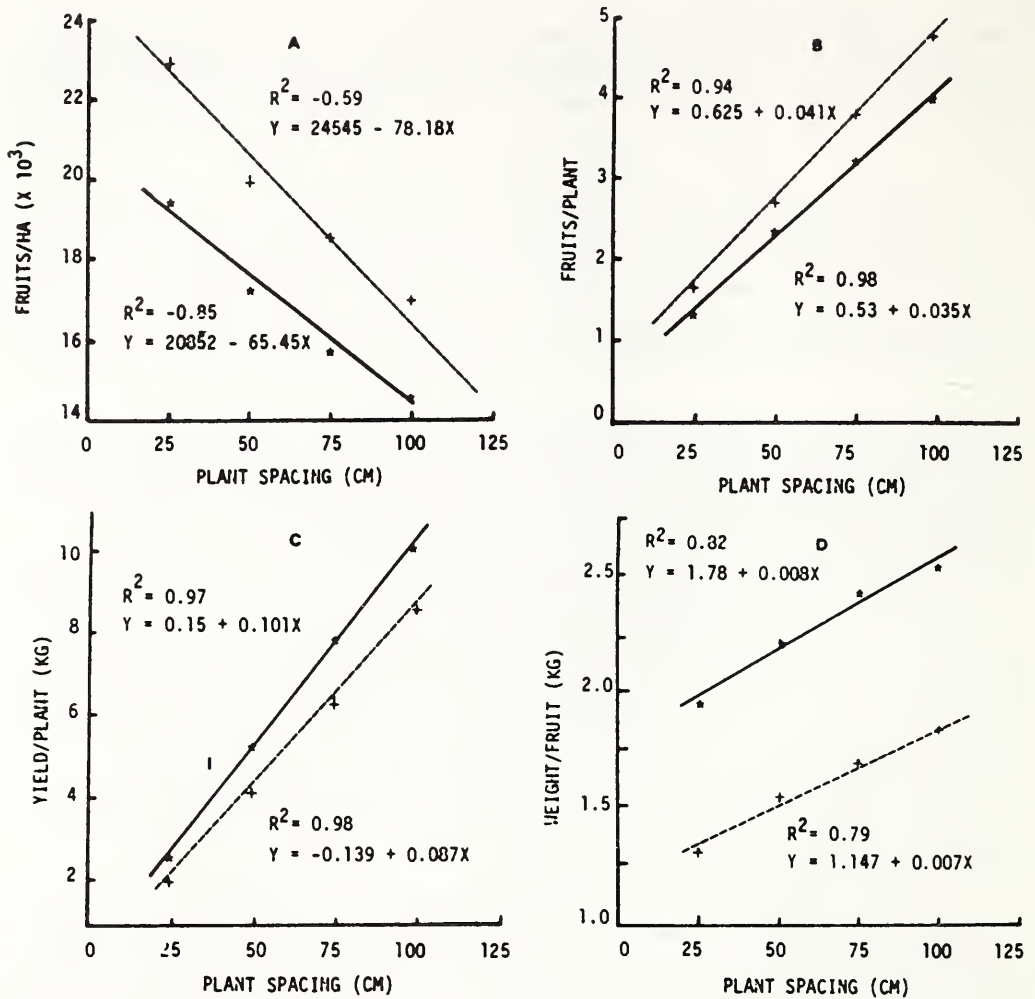 A
FRUITS/HA (X 10³)
24
22
20
18
16
14
R²= -0.59
Y = 24545 - 78.18X
R²= -0.85
Y = 20852 - 65.45X
0 25 50 75 100 125
PLANT SPACING (CM)
B
FRUITS/PLANT
5
4
3
2
1
0
R²= 0.94
Y = 0.625 + 0.041X
R²= 0.98
Y = 0.53 + 0.035X
0 25 50 75 100 125
PLANT SPACING (CM)
C
YIELD/PLANT (KG)
10
8
6
4
2
R²= 0.97
Y = 0.15 + 0.101X
R²= 0.98
Y = -0.139 + 0.087X
0 25 50 75 100 125
PLANT SPACING (CM)
D
WEIGHT/FRUIT (KG)
2.5
2.0
1.5
1.0
R²= 0.82
Y = 1.78 + 0.008X
R²= 0.79
Y = 1.147 + 0.007X
0 25 50 75 100 125
PLANT SPACING (CM)